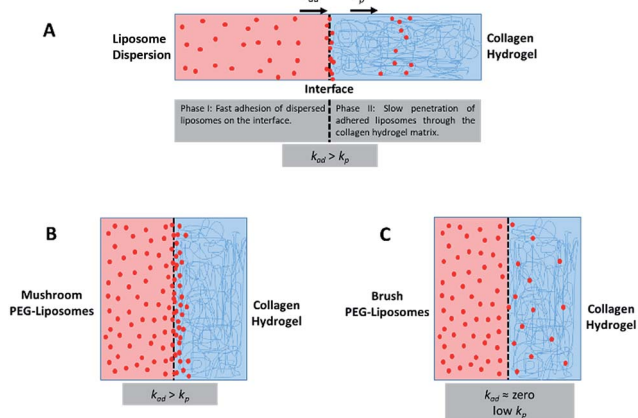 ad p
A
Liposome
Dispersion
Collagen
Hydrogel
Interface
Phase I: Fast adhesion of dispersed
liposomes on the interface.
Phase II: Slow penetration of
adhered liposomes through the
collagen hydrogel matrix.
kad > kp
B
C
Mushroom
PEG-Liposomes
Collagen
Hydrogel
Brush
PEG-Liposomes
Collagen
Hydrogel
kad > kp
kad ≈ zero
low kp